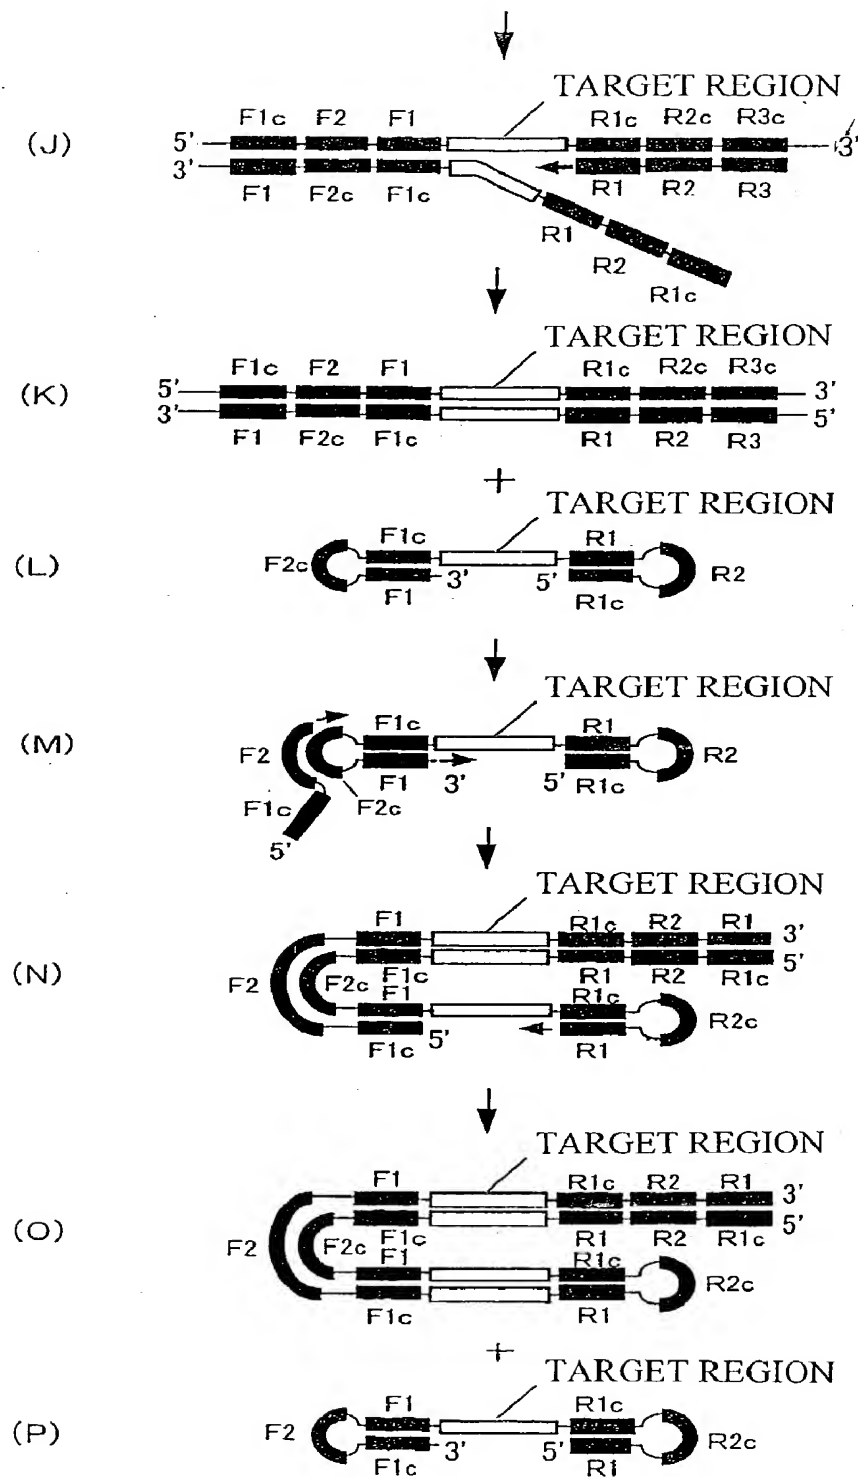 TARGET REGION
F1c F2 F1 R1c R2c R3c
(J) 5' 3'
3'
F1 F2c F1c R1 R2 R3
R1
R2
R1c
TARGET REGION
F1c F2 F1 R1c R2c R3c
(K) 5' 3'
3' 5'
F1 F2c F1c R1 R2 R3
+
TARGET REGION
F1c R1
(L) F2c R2
3' 5'
F1 R1c
TARGET REGION
F1c R1
(M) F2 R2
F1 3' 5' R1c
F1c F2c
5'
TARGET REGION
F1 R1c R2 R1
3'
5'
(N) F2 F2c F1c R1 R2 R1c
F1 R1c
R2c
F1c 5' R1
TARGET REGION
F1 R1c R2 R1
3'
5'
(O) F2 F2c F1c R1 R2 R1c
F1 R1c
R2c
F1c R1
+
TARGET REGION
F1 R1c
(P) F2 R2c
3' 5'
F1c R1